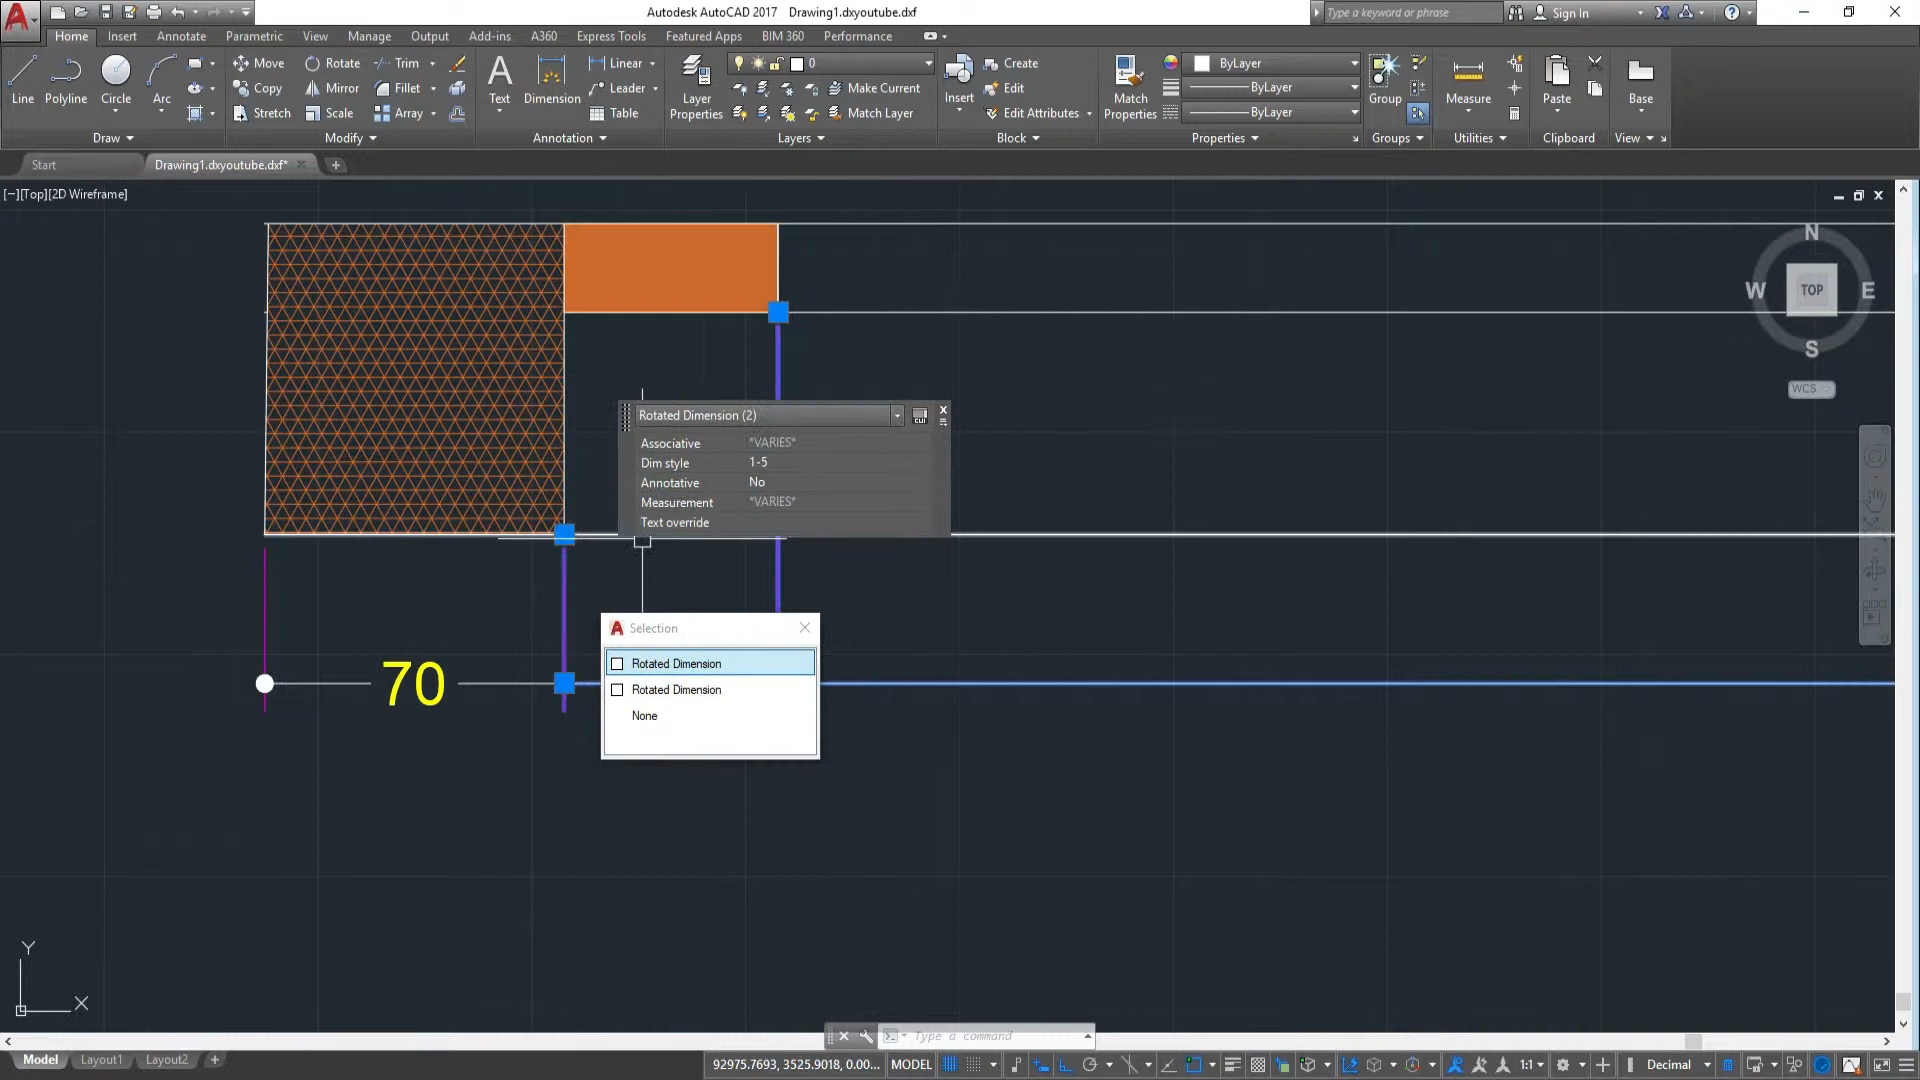 Autodesk AutoCAD 2017 Drawing1.dxyoutube.dxf
Type a keyword or phrase
Sign In
Home Insert Annotate Parametric View Manage Output Add-ins A360 Express Tools Featured Apps BIM 360 Performance
Line Polyline Circle Arc
Move Rotate Trim
Copy Mirror Fillet
Stretch Scale Array
Text Dimension
Linear
Leader
Table
Layer Properties
0
Make Current
Match Layer
Insert
Create
Edit
Edit Attributes
Match Properties
ByLayer
ByLayer
ByLayer
Group Measure Paste Base
Draw Modify Annotation Layers Block Properties Groups Utilities Clipboard View
Start Drawing1.dxyoutube.dxf*
[−][Top][2D Wireframe]
N
W TOP E
S
WCS
Rotated Dimension (2)
CUI
Associative *VARIES*
Dim style 1-5
Annotative No
Measurement *VARIES*
Text override
Selection
Rotated Dimension
Rotated Dimension
None
70
Y
X
Type a command
Model Layout1 Layout2
92975.7693, 3525.9018, 0.00... MODEL 1:1 Decimal